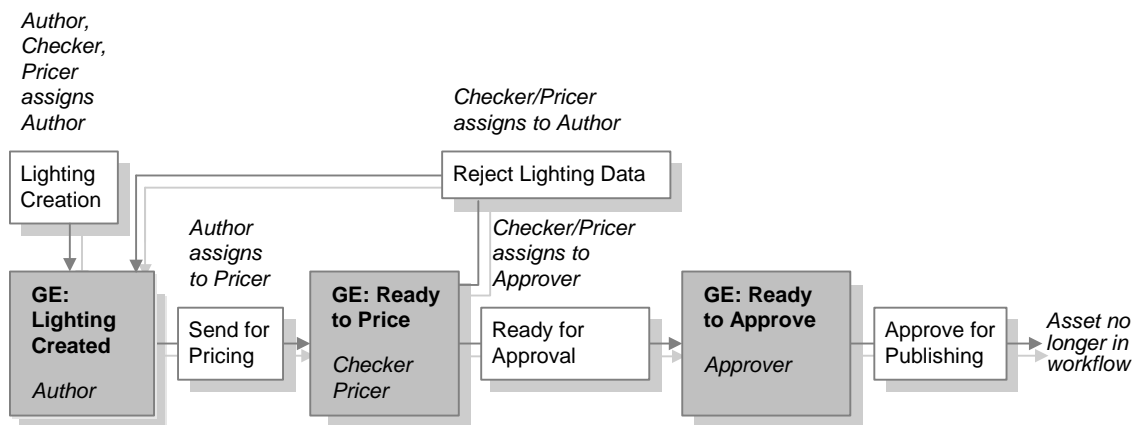 Author,
Checker,
Pricer
assigns
Author
Checker/Pricer
assigns to Author
Lighting
Creation
Reject Lighting Data
Author
assigns
to Pricer
Checker/Pricer
assigns to
Approver
GE:
Lighting
Created
Author
Send for
Pricing
GE: Ready
to Price
Checker
Pricer
Ready for
Approval
GE: Ready
to Approve
Approver
Approve for
Publishing
Asset no
longer in
workflow